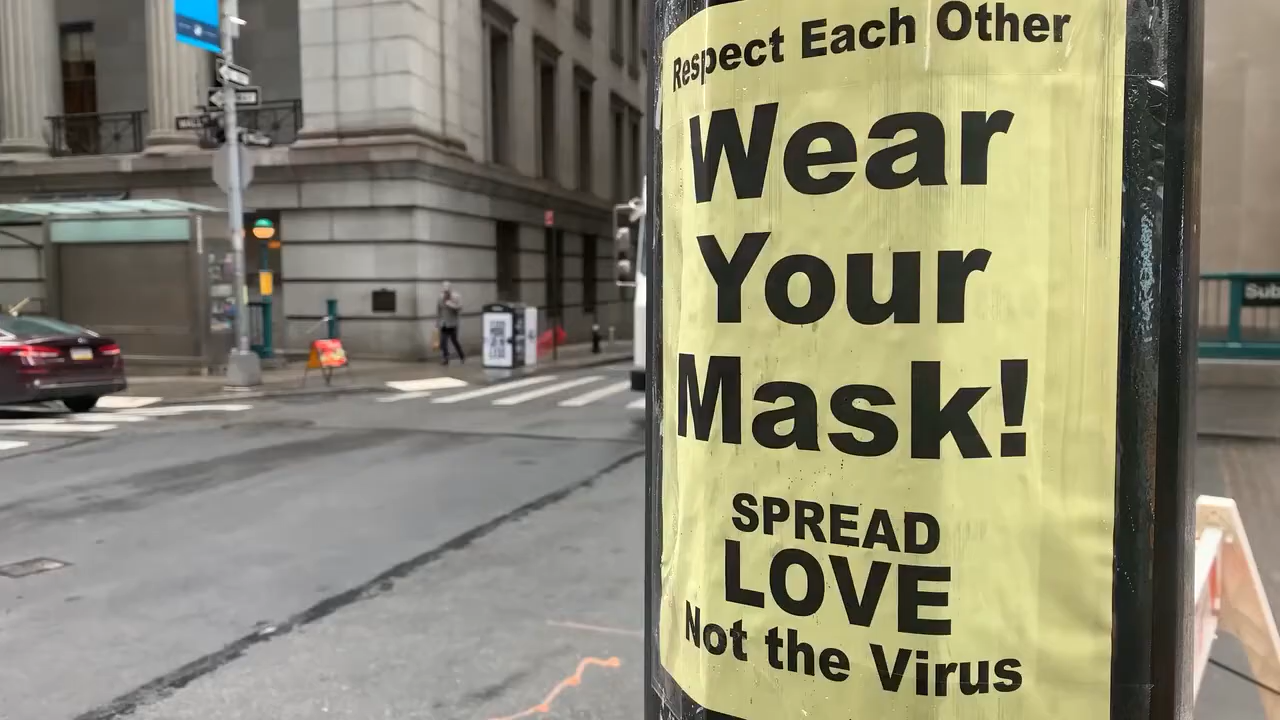 Respect Each Other
Wear
Your
Mask!
SPREAD
LOVE
Not the Virus